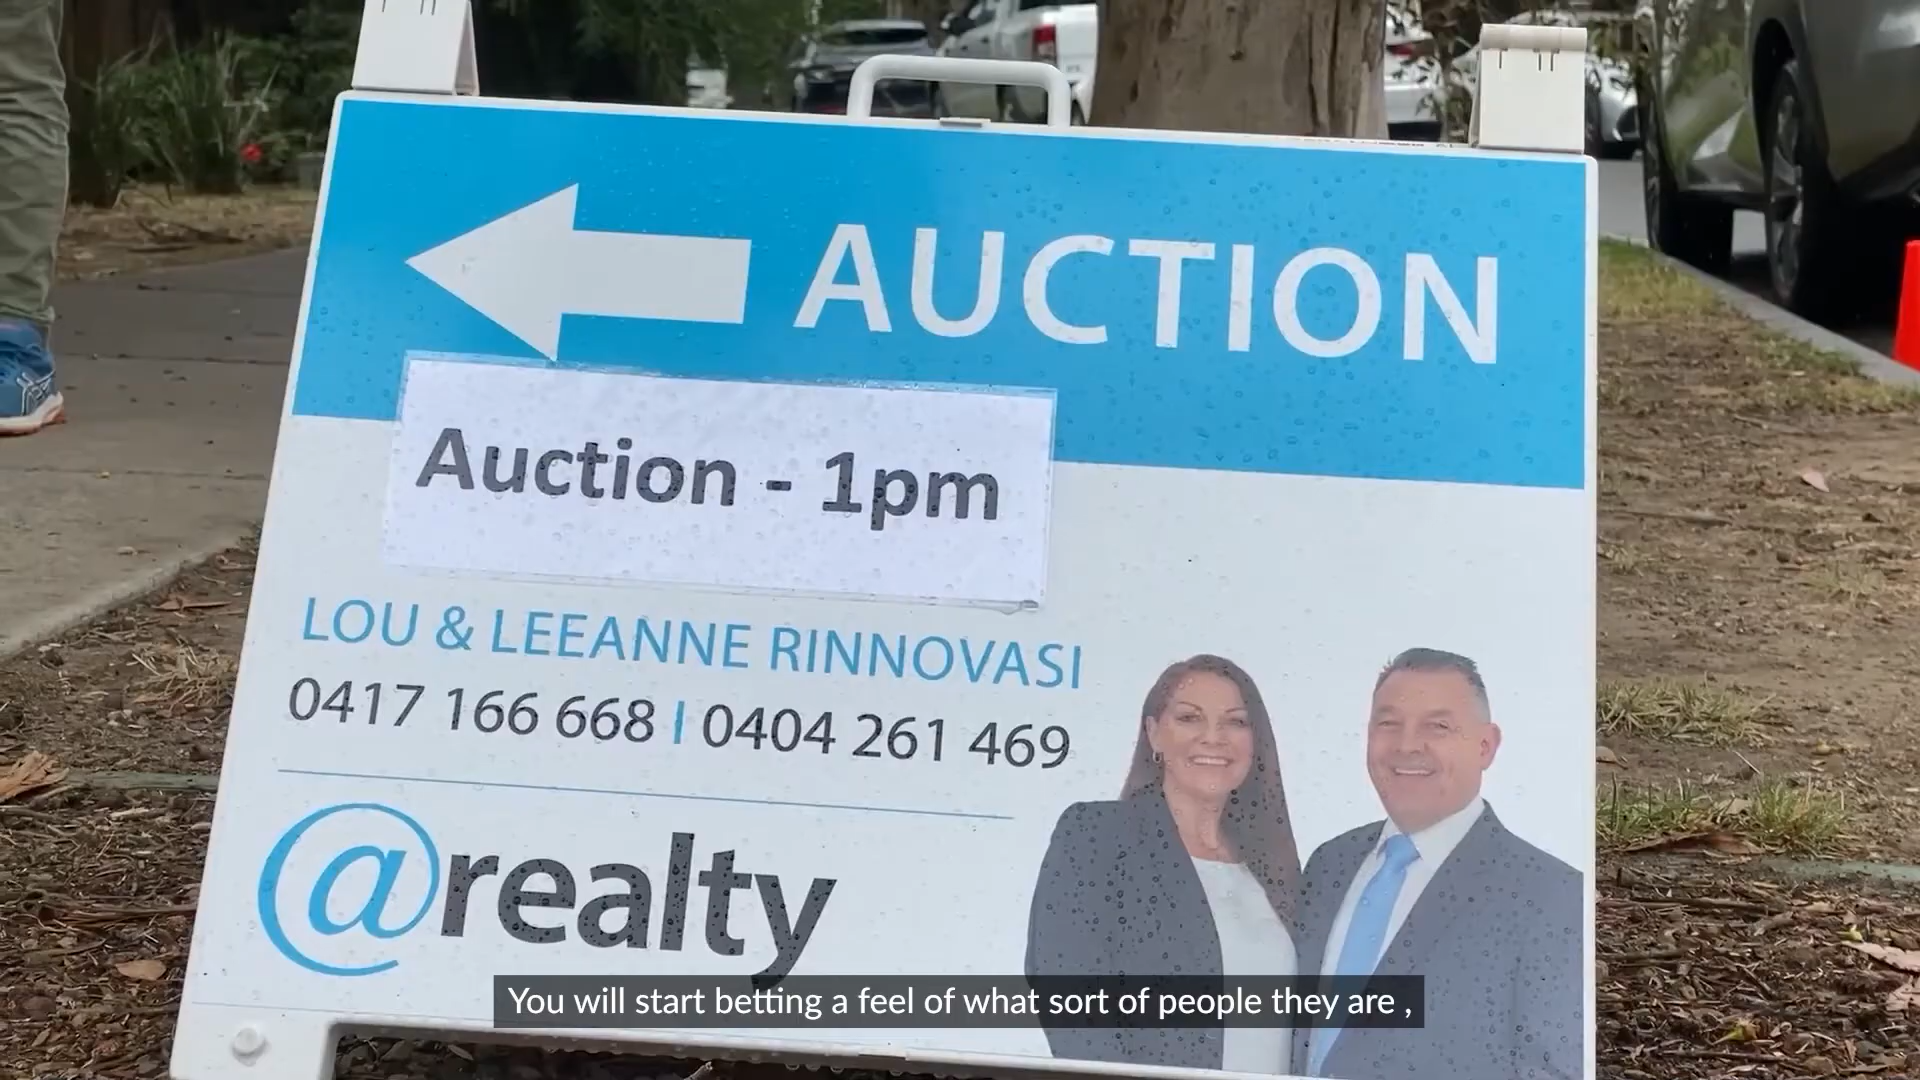 AUCTION
Auction - 1pm
LOU & LEEANNE RINNOVASI
0417 166 668 | 0404 261 469
@realty
You will start betting a feel of what sort of people they are ,